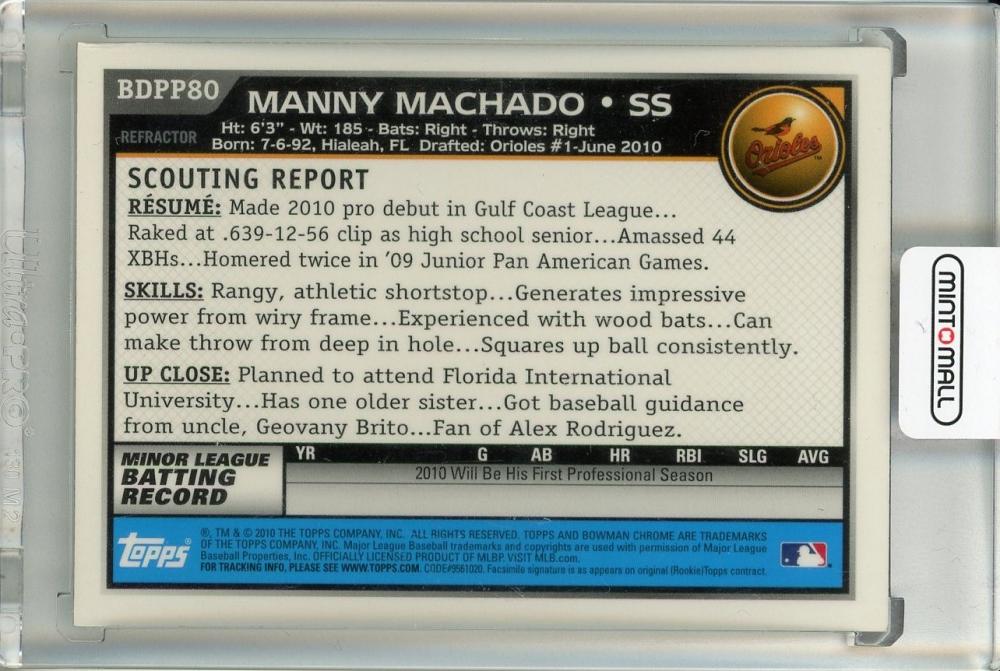 BDPP80
MANNY MACHADO • SS
REFRACTOR
Ht: 6'3" - Wt: 185 - Bats: Right - Throws: Right
Born: 7-6-92, Hialeah, FL Drafted: Orioles #1-June 2010
Orioles
TM
SCOUTING REPORT
RÉSUMÉ: Made 2010 pro debut in Gulf Coast League...
Raked at .639-12-56 clip as high school senior...Amassed 44
XBHs...Homered twice in '09 Junior Pan American Games.
SKILLS: Rangy, athletic shortstop...Generates impressive
power from wiry frame...Experienced with wood bats...Can
make throw from deep in hole...Squares up ball consistently.
UP CLOSE: Planned to attend Florida International
University...Has one older sister...Got baseball guidance
from uncle, Geovany Brito...Fan of Alex Rodriguez.
MINOR LEAGUE
BATTING
RECORD
YR G AB HR RBI SLG AVG
2010 Will Be His First Professional Season
Topps®
®, TM & © 2010 THE TOPPS COMPANY, INC. ALL RIGHTS RESERVED. TOPPS AND BOWMAN CHROME ARE TRADEMARKS
OF THE TOPPS COMPANY, INC. Major League Baseball trademarks and copyrights are used with permission of Major League
Baseball Properties, Inc. OFFICIALLY LICENSED PRODUCT OF MLBP. VISIT MLB.com.
FOR TRACKING INFO, PLEASE SEE WWW.TOPPS.COM. CODE#9561020. Facsimile signature is as appears on original (Rookie)Topps contract.
MINTOMALL
Ultra•PRO®